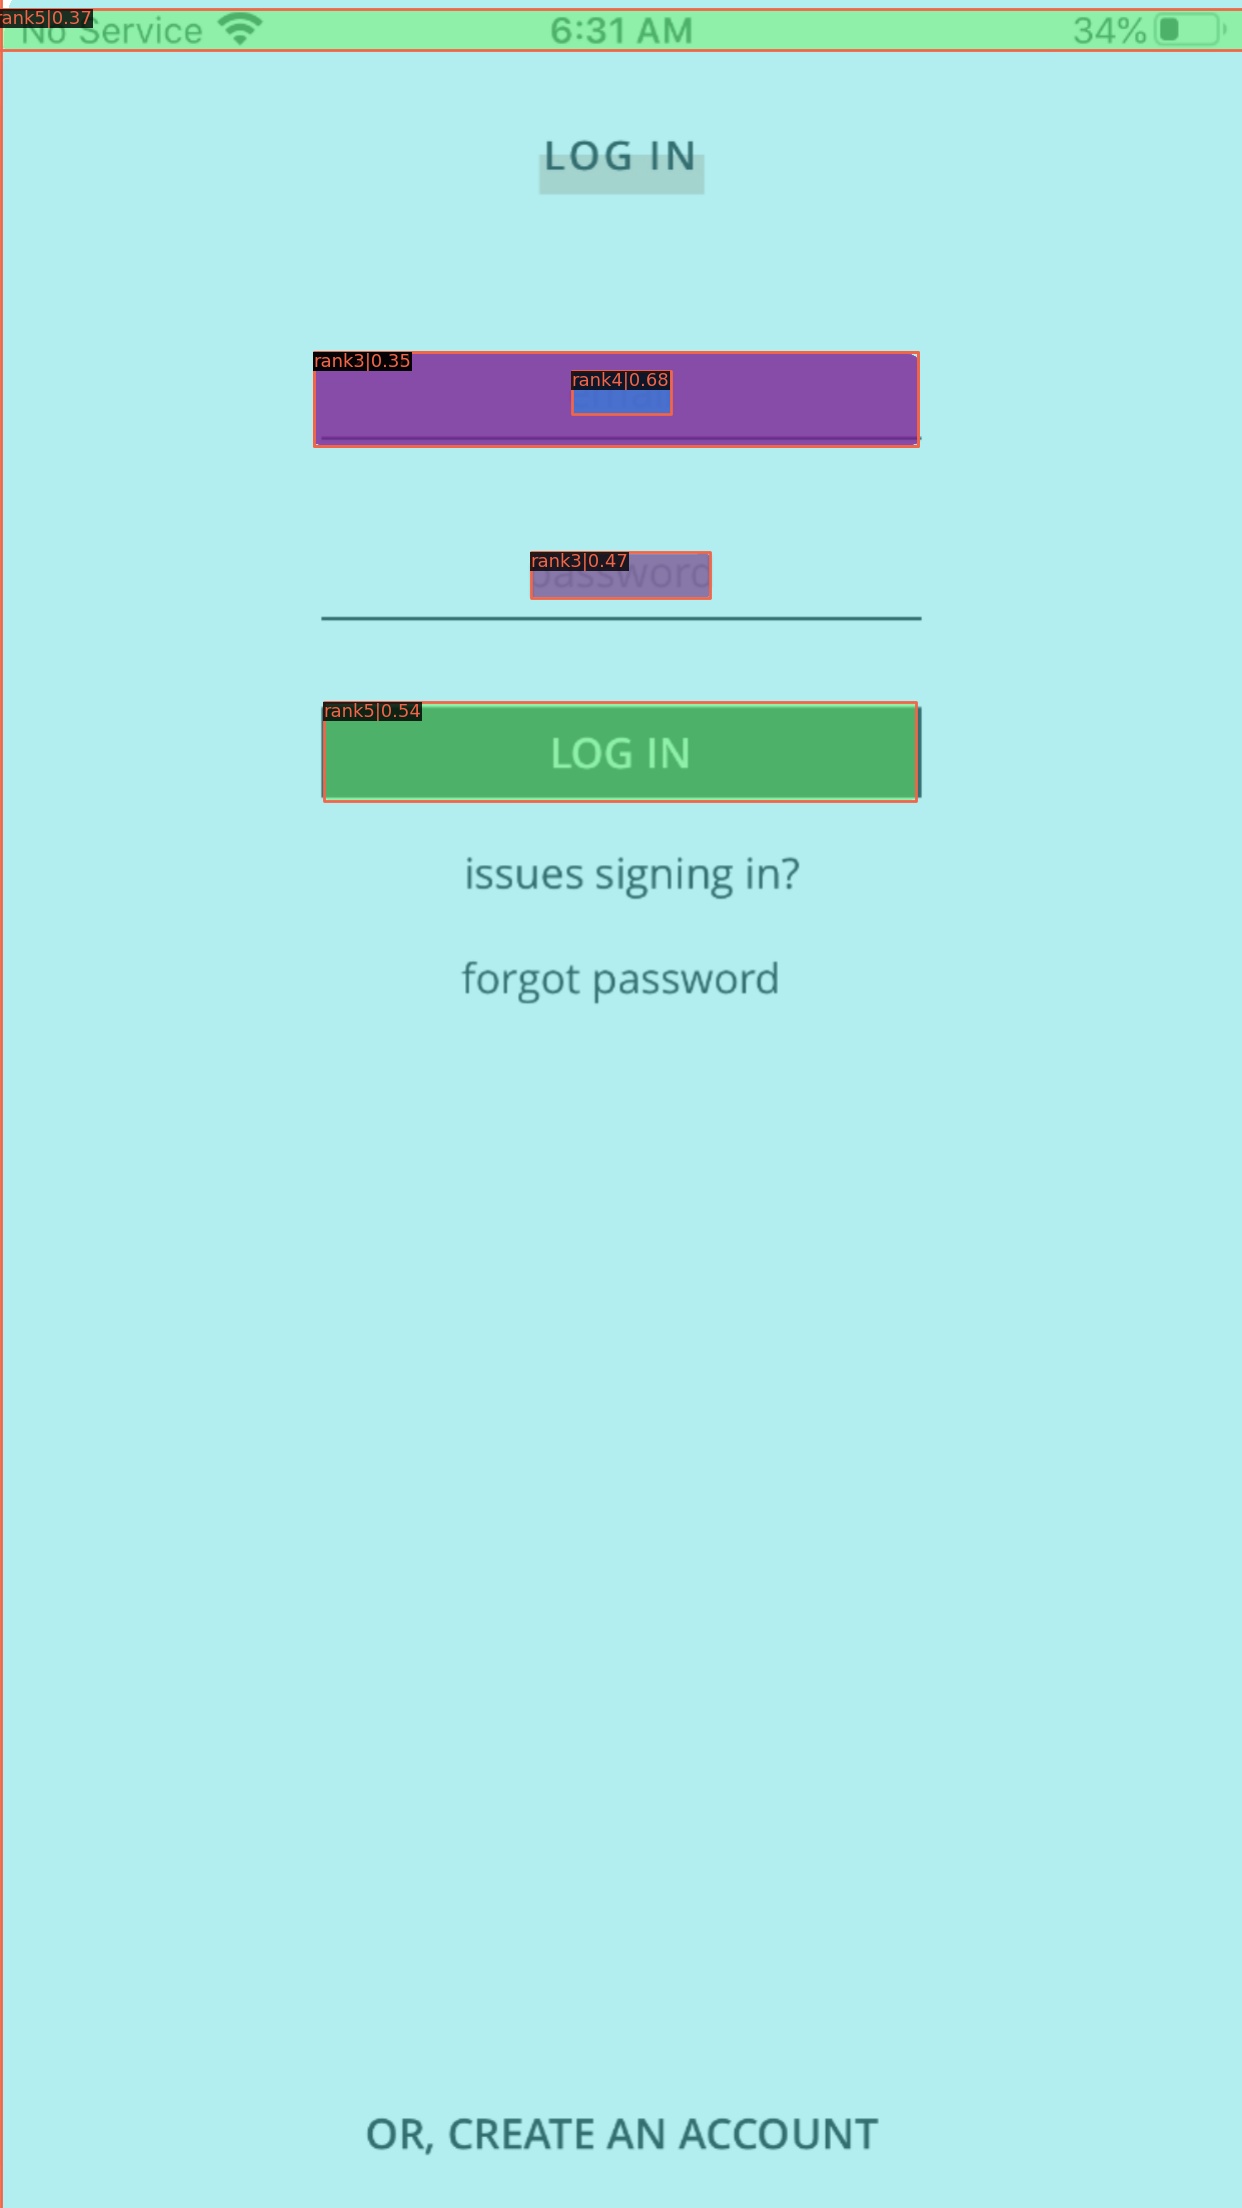 rank5|0.37
No Service 6:31 AM 34%
LOG IN
rank3|0.35
rank4|0.68
rank3|0.47
password
rank5|0.54
LOG IN
issues signing in?
forgot password
OR, CREATE AN ACCOUNT